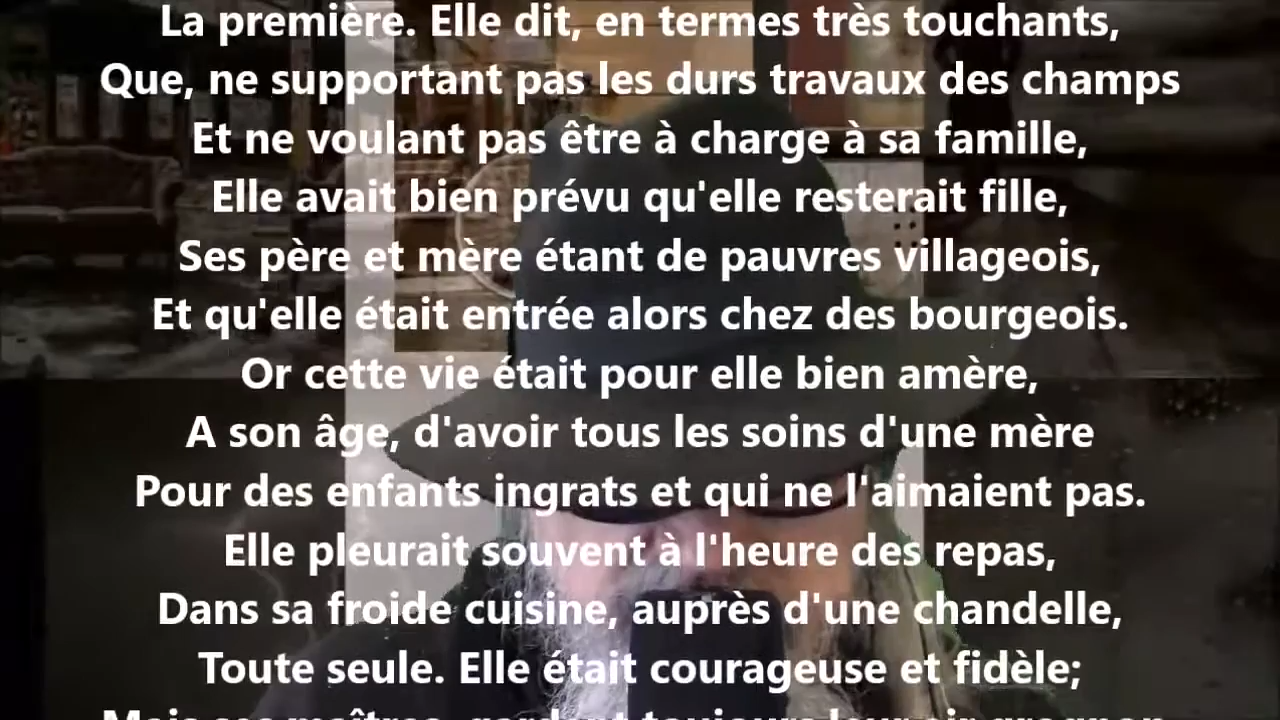 La première. Elle dit, en termes très touchants,
Que, ne supportant pas les durs travaux des champs
Et ne voulant pas être à charge à sa famille,
Elle avait bien prévu qu'elle resterait fille,
Ses père et mère étant de pauvres villageois,
Et qu'elle était entrée alors chez des bourgeois.
Or cette vie était pour elle bien amère,
A son âge, d'avoir tous les soins d'une mère
Pour des enfants ingrats et qui ne l'aimaient pas.
Elle pleurait souvent à l'heure des repas,
Dans sa froide cuisine, auprès d'une chandelle,
Toute seule. Elle était courageuse et fidèle;